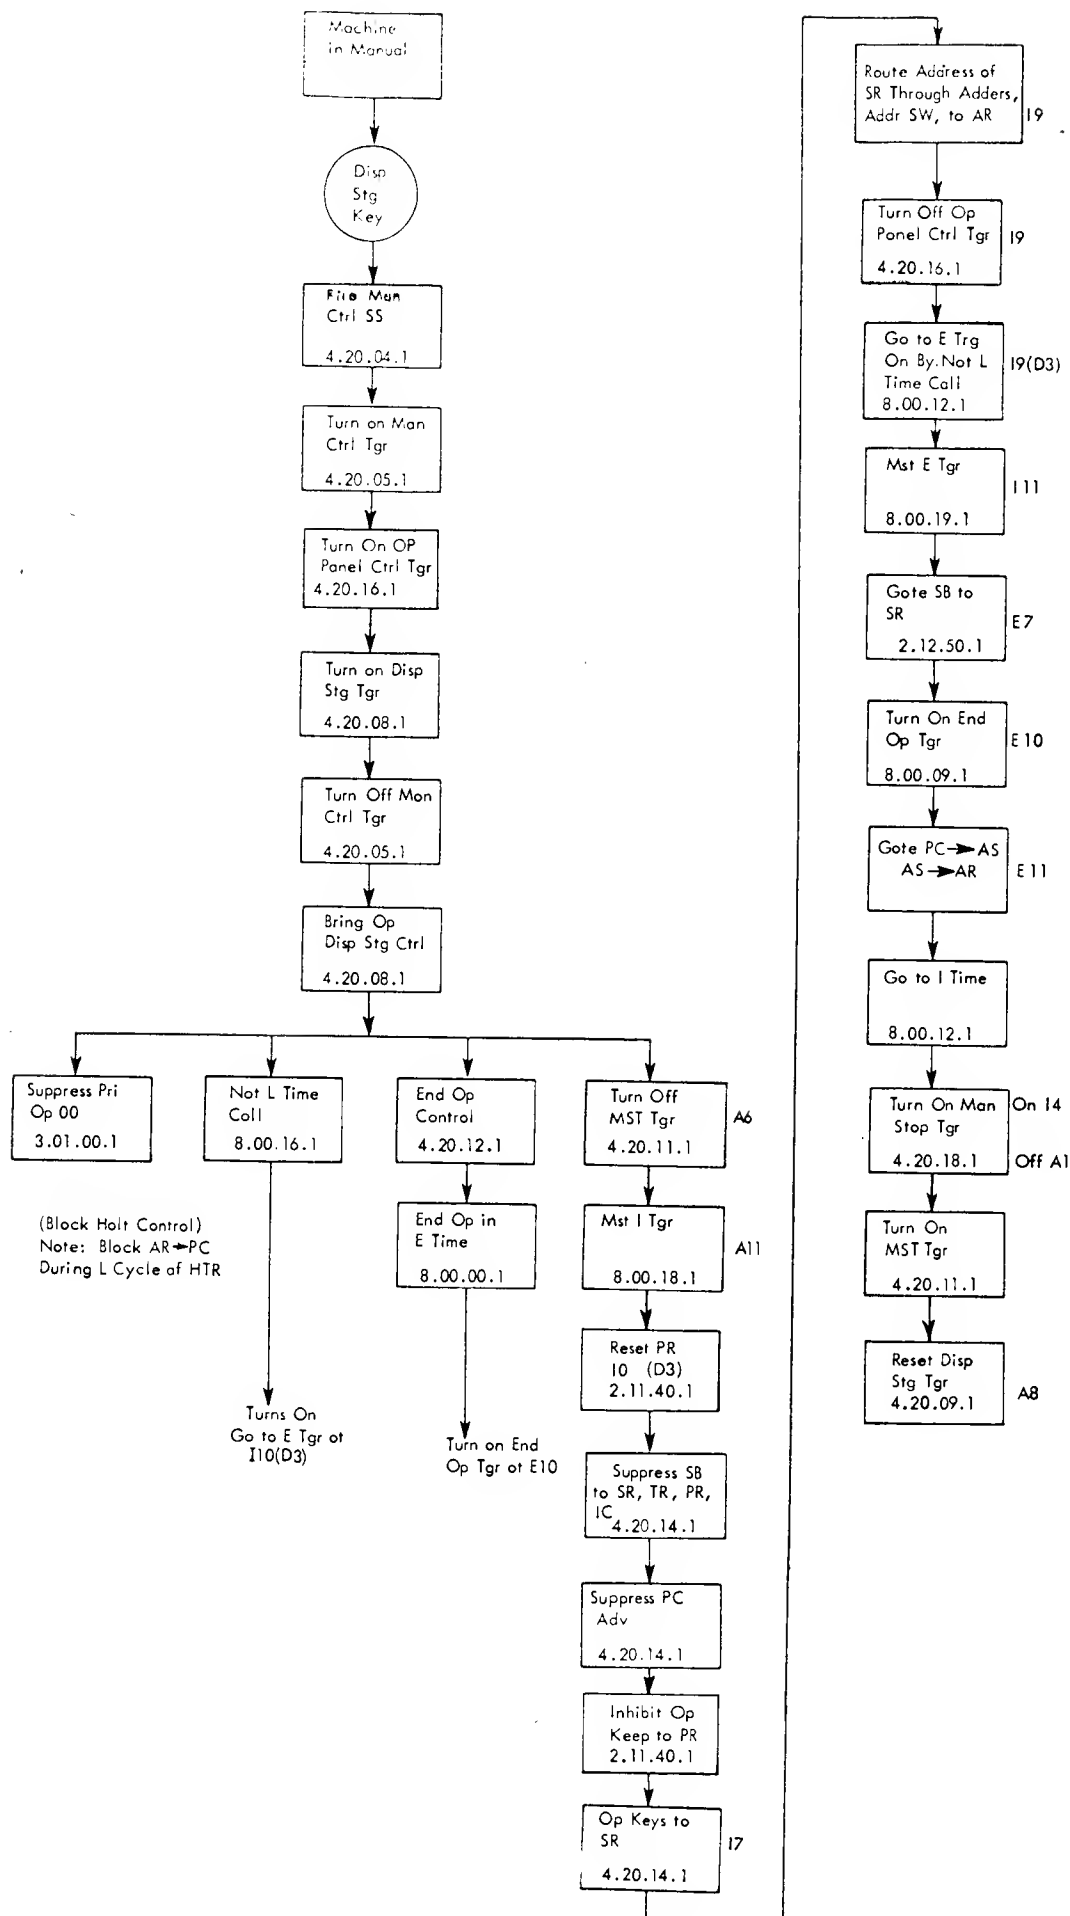 Machine
in Manual
Disp
Stg
Key
Fire Man
Ctrl SS
4.20.04.1
Turn on Man
Ctrl Tgr
4.20.05.1
Turn On OP
Panel Ctrl Tgr
4.20.16.1
Turn on Disp
Stg Tgr
4.20.08.1
Turn Off Man
Ctrl Tgr
4.20.05.1
Bring Op
Disp Stg Ctrl
4.20.08.1
Suppress Pri
Op 00
3.01.00.1
(Block Holt Control)
Note: Block AR→PC
During L Cycle of HTR
Not L Time
Call
8.00.16.1
Turns On
Go to E Tgr at
I10(D3)
End Op
Control
4.20.12.1
End Op in
E Time
8.00.00.1
Turn on End
Op Tgr at E10
Turn Off
MST Tgr
4.20.11.1
A6
Mst I Tgr
8.00.18.1
A11
Reset PR
I0 (D3)
2.11.40.1
Suppress SB
to SR, TR, PR,
IC
4.20.14.1
Suppress PC
Adv
4.20.14.1
Inhibit Op
Keep to PR
2.11.40.1
Op Keys to
SR
4.20.14.1
I7
Route Address of
SR Through Adders,
Addr SW, to AR
I9
Turn Off Op
Panel Ctrl Tgr
4.20.16.1
I9
Go to E Trg
On By.Not L
Time Call
8.00.12.1
I9(D3)
Mst E Tgr
8.00.19.1
I11
Gate SB to
SR
2.12.50.1
E7
Turn On End
Op Tgr
8.00.09.1
E10
Gate PC→AS
AS→AR
E11
Go to I Time
8.00.12.1
Turn On Man
Stop Tgr
4.20.18.1
On I4
Off A1
Turn On
MST Tgr
4.20.11.1
Reset Disp
Stg Tgr
4.20.09.1
A8